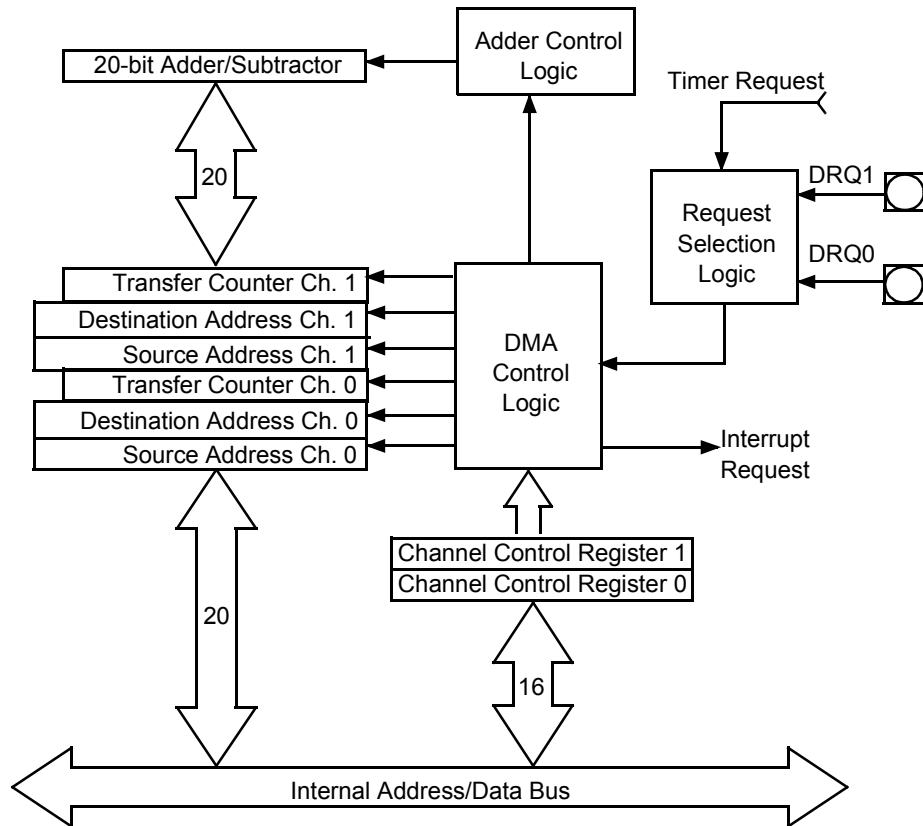 Adder Control
Logic
20-bit Adder/Subtractor
Timer Request
20
DRQ1
Request
Selection
Logic
DRQ0
Transfer Counter Ch. 1
Destination Address Ch. 1
Source Address Ch. 1
Transfer Counter Ch. 0
Destination Address Ch. 0
Source Address Ch. 0
DMA
Control
Logic
Interrupt
Request
Channel Control Register 1
Channel Control Register 0
20
16
Internal Address/Data Bus